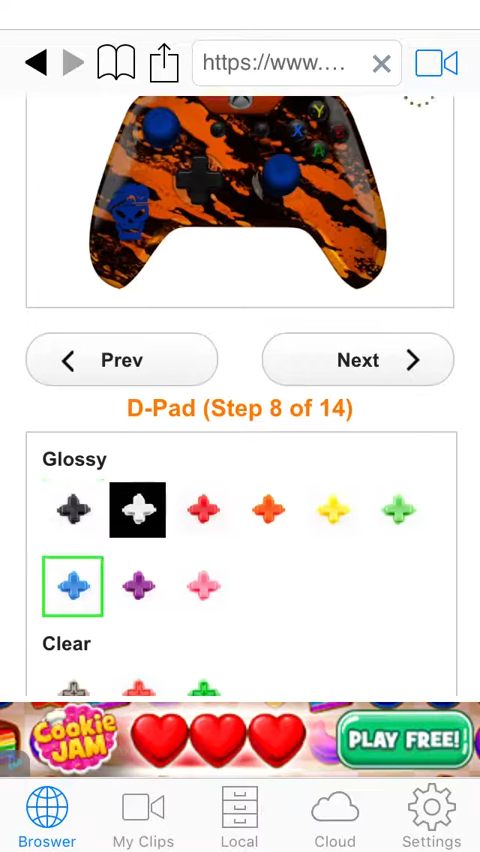 https://www....
Y
X
A
Prev
Next
D-Pad (Step 8 of 14)
Glossy
Clear
COOKIE
JAM
PLAY FREE!
Broswer
My Clips
Local
Cloud
Settings